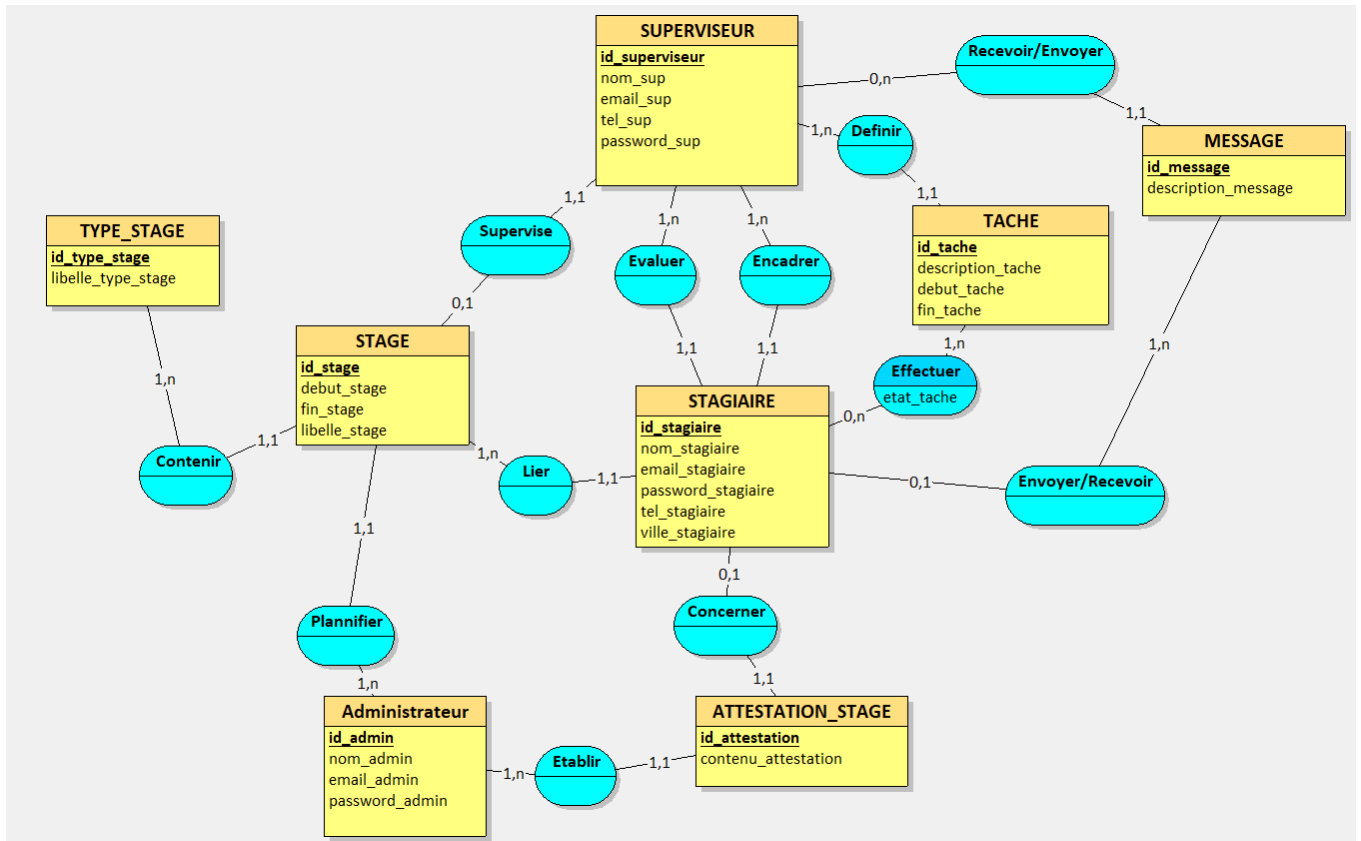 SUPERVISEUR
id_superviseur
nom_sup
email_sup
tel_sup
password_sup
Recevoir/Envoyer
0,n
1,1
MESSAGE
id_message
description_message
1,n
Definir
1,1
TACHE
id_tache
description_tache
debut_tache
fin_tache
1,1
Supervise
0,1
1,n
Evaluer
1,1
1,n
Encadrer
1,1
TYPE_STAGE
id_type_stage
libelle_type_stage
1,n
Contenir
1,1
STAGE
id_stage
debut_stage
fin_stage
libelle_stage
1,n
Lier
1,1
STAGIAIRE
id_stagiaire
nom_stagiaire
email_stagiaire
password_stagiaire
tel_stagiaire
ville_stagiaire
1,n
Effectuer
etat_tache
0,n
1,n
0,1
Envoyer/Recevoir
1,1
Plannifier
1,n
0,1
Concerner
1,1
Administrateur
id_admin
nom_admin
email_admin
password_admin
1,n
Etablir
1,1
ATTESTATION_STAGE
id_attestation
contenu_attestation